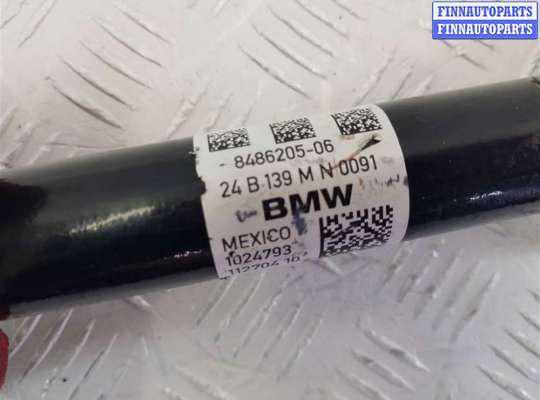 FINNAUTOPARTS
FINNAUTOPARTS
8486205-06
24 B 139 M N 0091
BMW
MEXICO
1024793